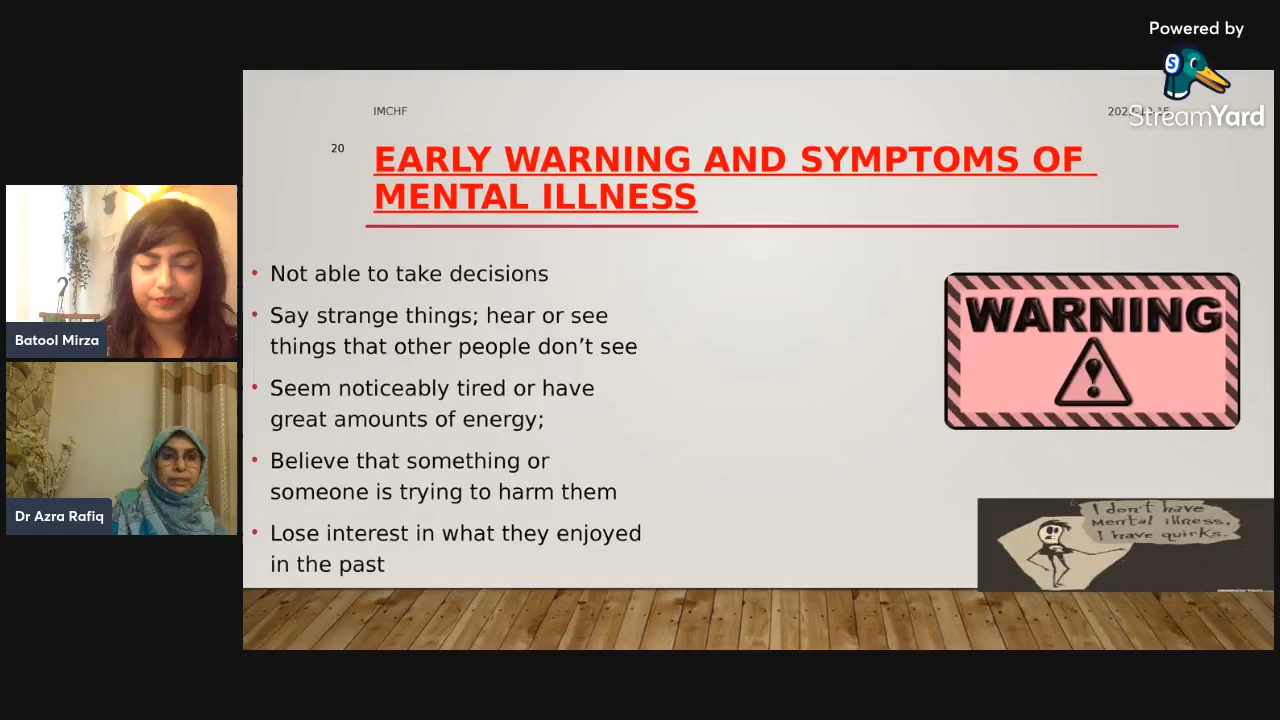 Powered by
StreamYard
IMCHF
20
EARLY WARNING AND SYMPTOMS OF
MENTAL ILLNESS
• Not able to take decisions
• Say strange things; hear or see
things that other people don’t see
• Seem noticeably tired or have
great amounts of energy;
• Believe that something or
someone is trying to harm them
• Lose interest in what they enjoyed
in the past
WARNING
!
I don't have
mental illness,
I have quirks.
Batool Mirza
Dr Azra Rafiq